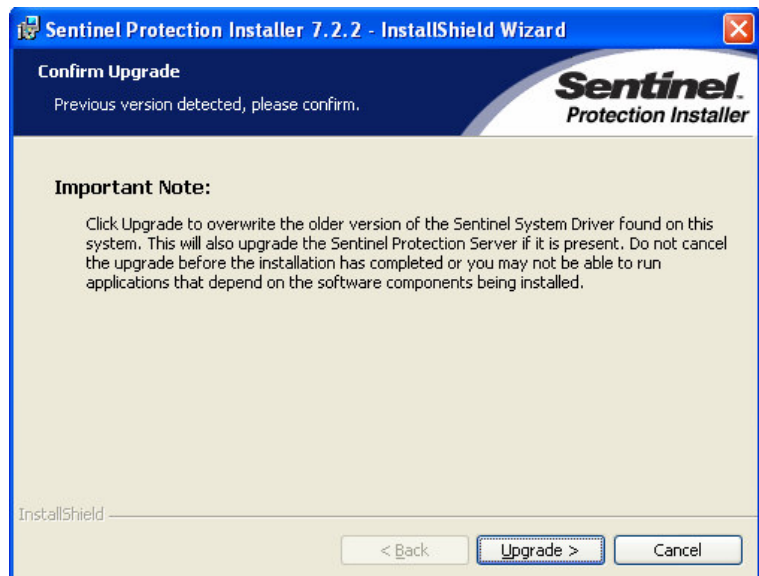 Sentinel Protection Installer 7.2.2 - InstallShield Wizard
Confirm Upgrade
Previous version detected, please confirm.
Sentinel.
Protection Installer
Important Note:
Click Upgrade to overwrite the older version of the Sentinel System Driver found on this
system. This will also upgrade the Sentinel Protection Server if it is present. Do not cancel
the upgrade before the installation has completed or you may not be able to run
applications that depend on the software components being installed.
InstallShield
< Back
Upgrade >
Cancel